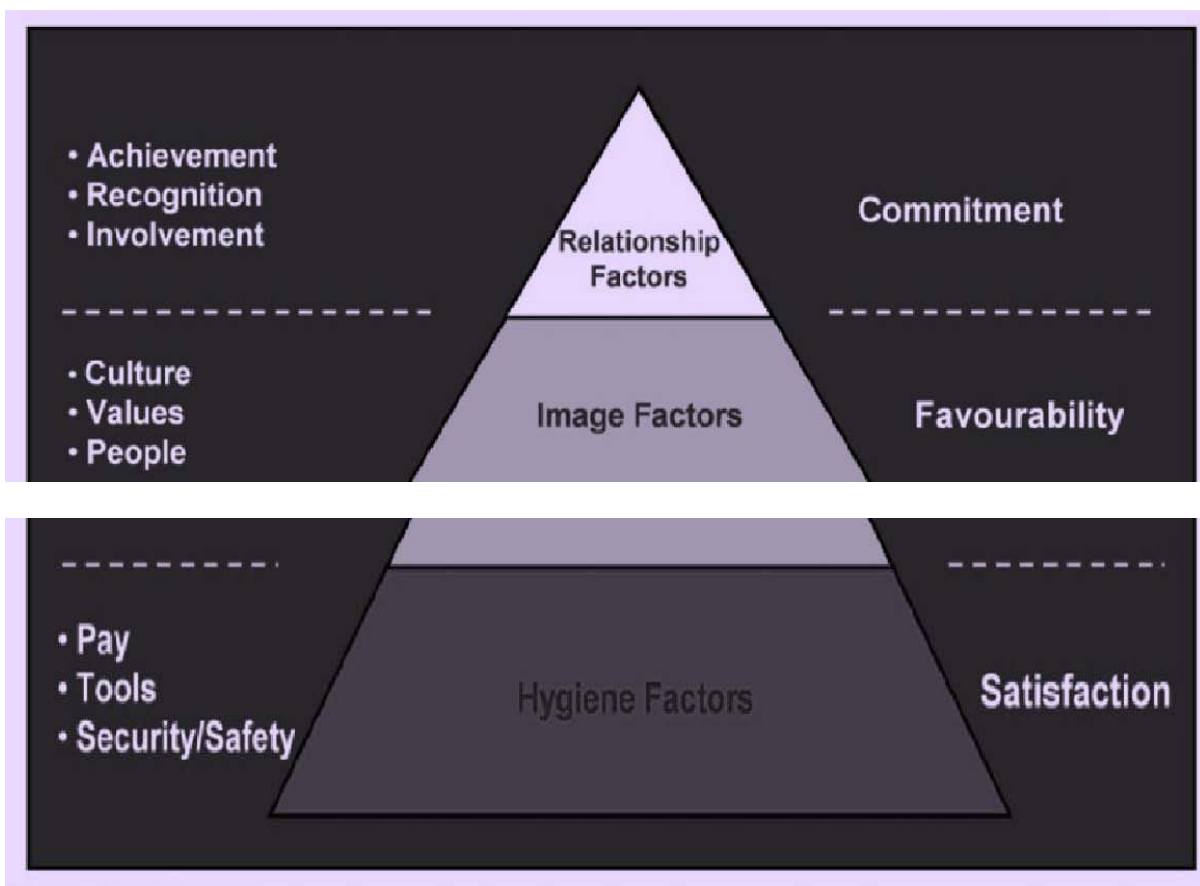 • Achievement
• Recognition
• Involvement
Relationship
Factors
Commitment
• Culture
• Values
• People
Image Factors
Favourability
• Pay
• Tools
• Security/Safety
Hygiene Factors
Satisfaction